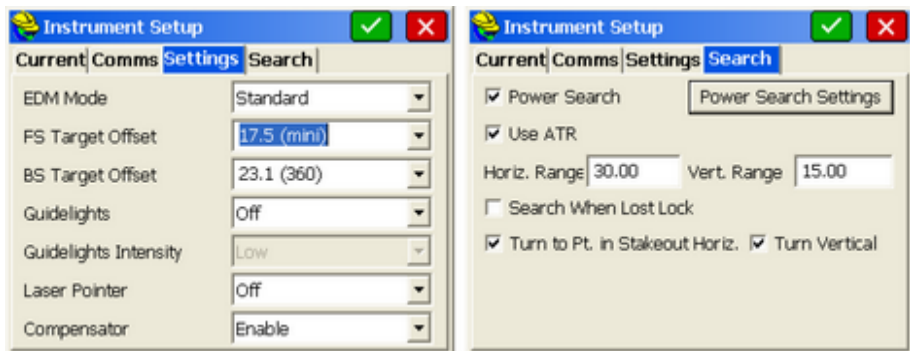 Instrument Setup
Current Comms Settings Search
EDM Mode Standard
FS Target Offset 17.5 (mini)
BS Target Offset 23.1 (360)
Guidelights Off
Guidelights Intensity Low
Laser Pointer Off
Compensator Enable
Instrument Setup
Current Comms Settings Search
Power Search Power Search Settings
Use ATR
Horiz. Range 30.00 Vert. Range 15.00
Search When Lost Lock
Turn to Pt. in Stakeout Horiz. Turn Vertical